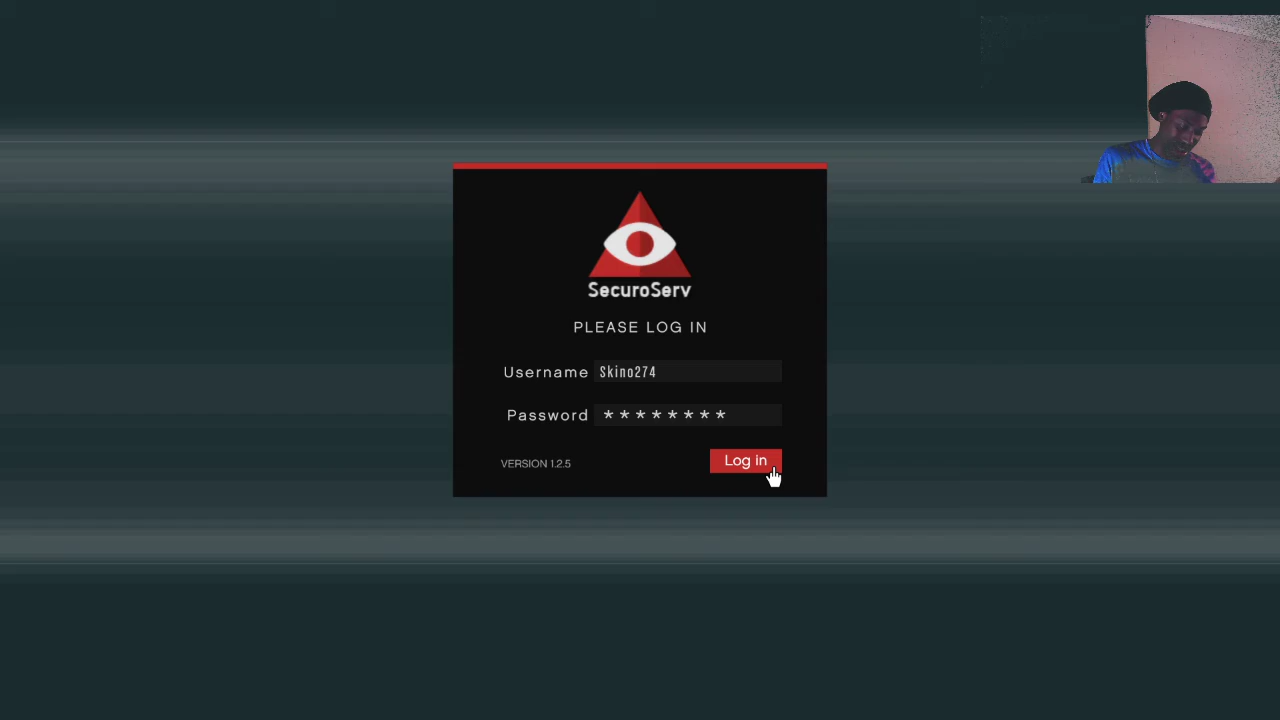 SecuroServ
PLEASE LOG IN
Username Skino274
Password ********
VERSION 1.2.5 Log in